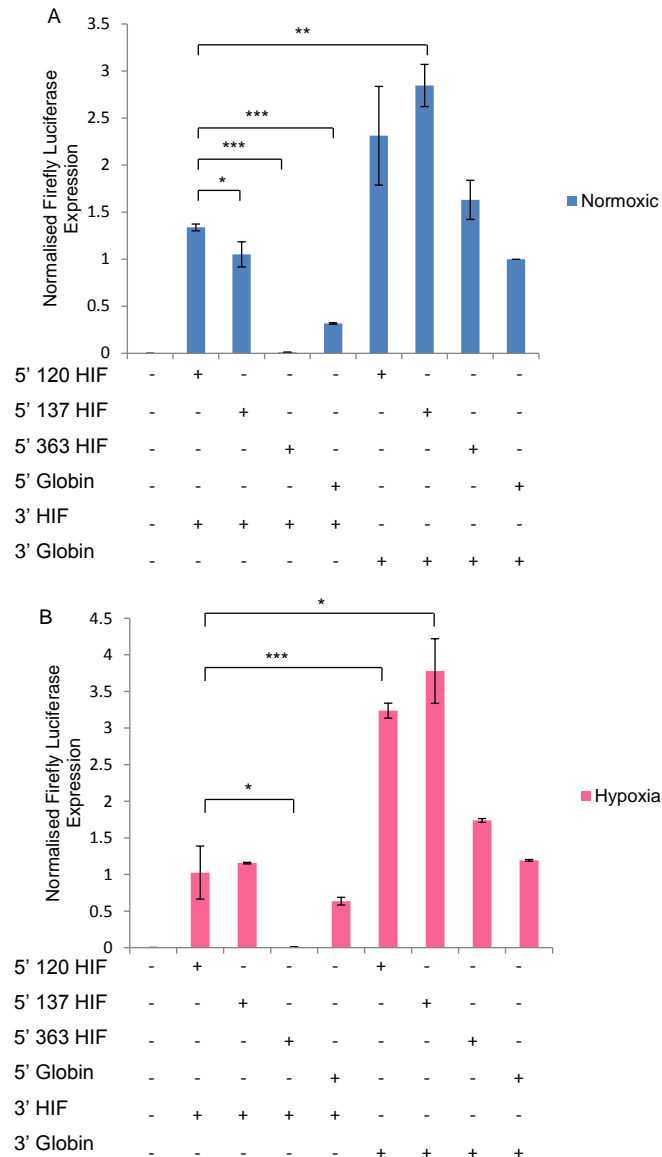 A
Normalised Firefly Luciferase
Expression
3.5
3
2.5
2
1.5
1
0.5
0
**
***
***
*
Normoxic
5' 120 HIF - + - - - + - - -
5' 137 HIF - - + - - - + - -
5' 363 HIF - - - + - - - + -
5' Globin - - - - + - - - +
3' HIF - + + + + - - - -
3' Globin - - - - - + + + +
B
Normalised Firefly Luciferase
Expression
4.5
4
3.5
3
2.5
2
1.5
1
0.5
0
*
***
*
Hypoxia
5' 120 HIF - + - - - + - - -
5' 137 HIF - - + - - - + - -
5' 363 HIF - - - + - - - + -
5' Globin - - - - + - - - +
3' HIF - + + + + - - - -
3' Globin - - - - - + + + +